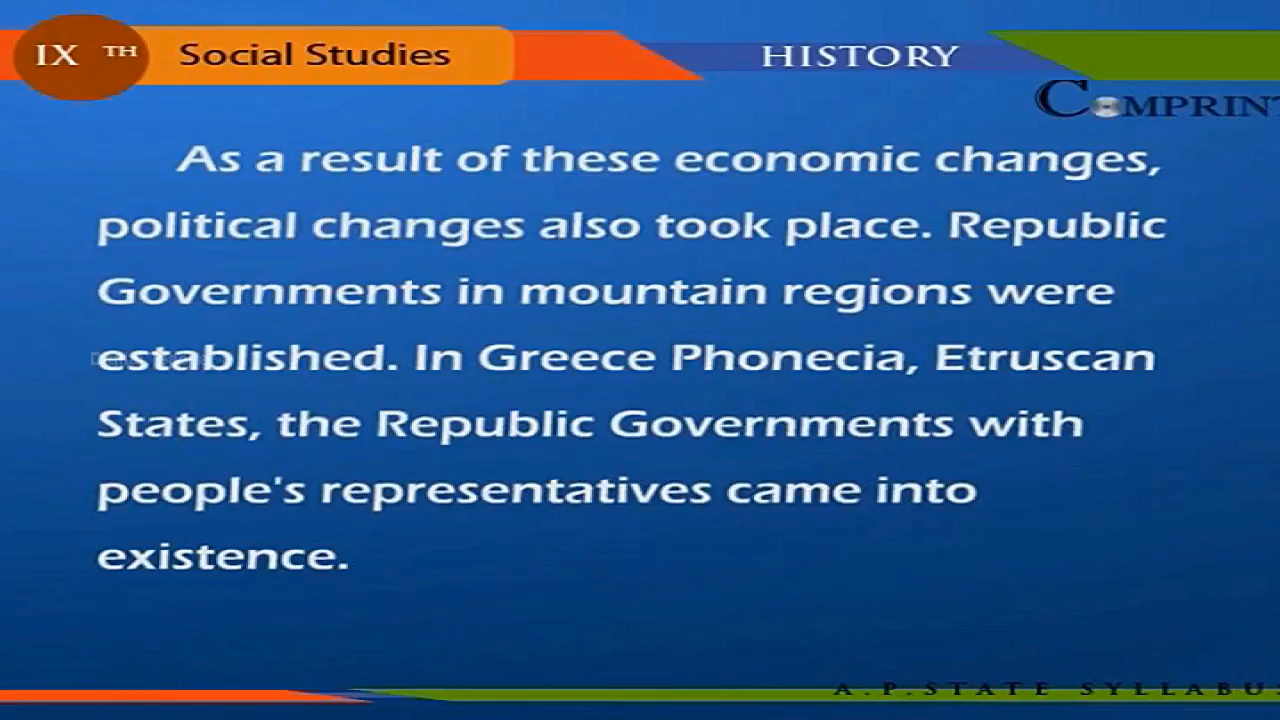 IX TH Social Studies HISTORY
COMPRINT
As a result of these economic changes,
political changes also took place. Republic
Governments in mountain regions were
established. In Greece Phonecia, Etruscan
States, the Republic Governments with
people's representatives came into
existence.
A.P.STATE SYLLABUS